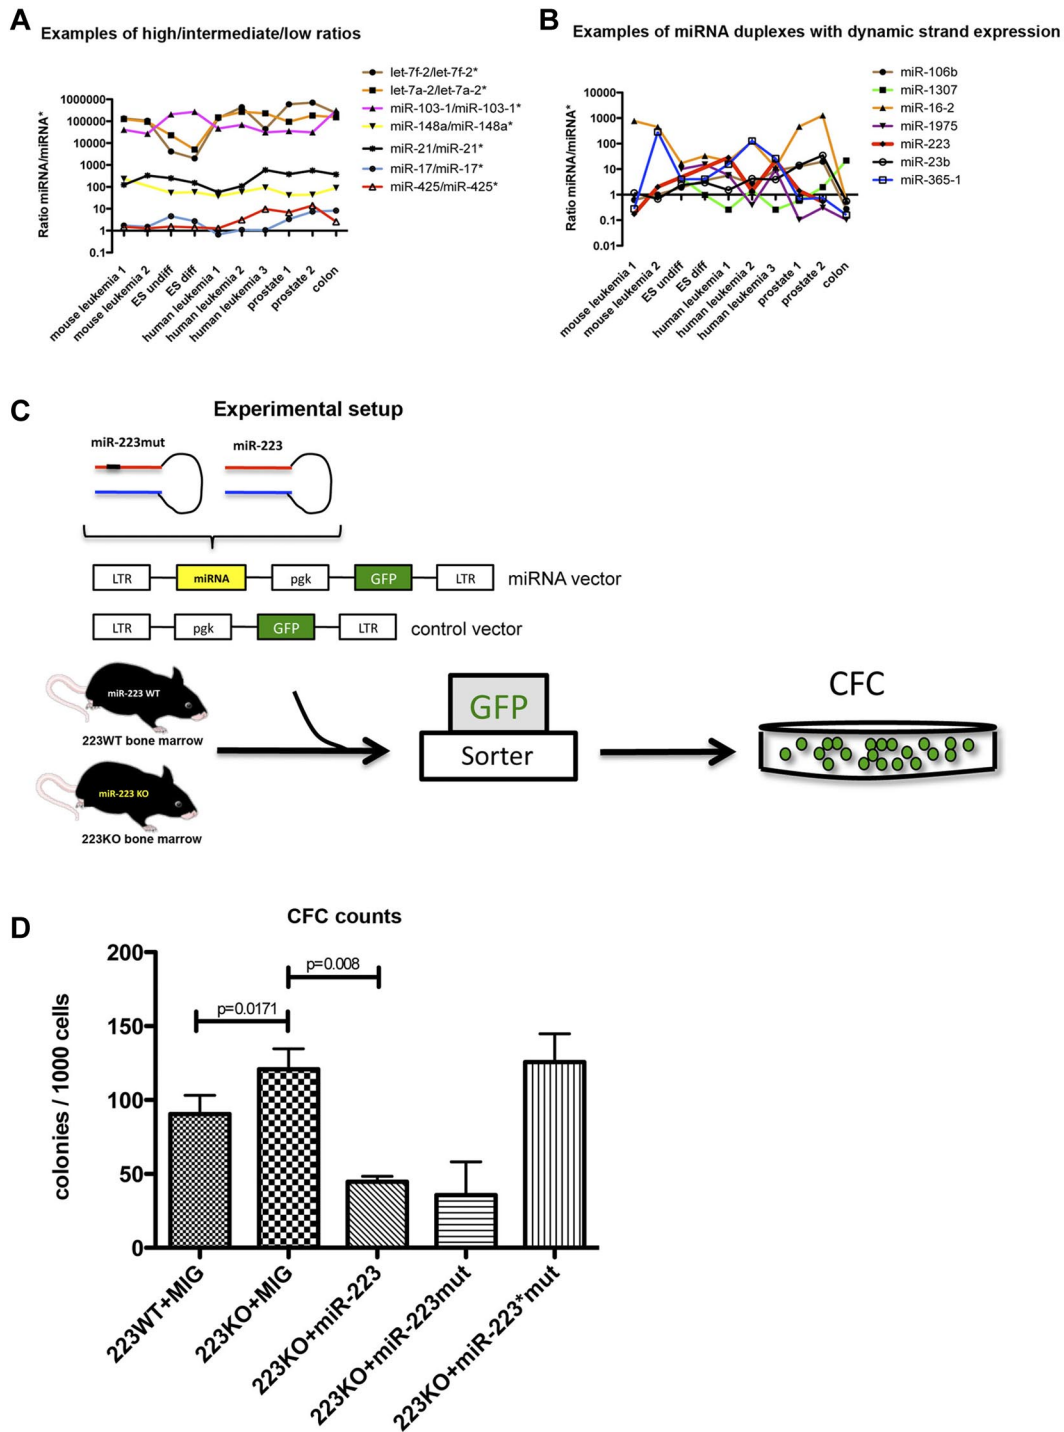 A
Examples of high/intermediate/low ratios
Ratio miRNA/miRNA*
1000000
100000
10000
1000
100
10
1
0.1
mouse leukemia 1
mouse leukemia 2
ES undiff
ES diff
human leukemia 1
human leukemia 2
human leukemia 3
prostate 1
prostate 2
colon
let-7f-2/let-7f-2*
let-7a-2/let-7a-2*
miR-103-1/miR-103-1*
miR-148a/miR-148a*
miR-21/miR-21*
miR-17/miR-17*
miR-425/miR-425*
B
Examples of miRNA duplexes with dynamic strand expression
Ratio miRNA/miRNA*
10000
1000
100
10
1
0.1
0.01
mouse leukemia 1
mouse leukemia 2
ES undiff
ES diff
human leukemia 1
human leukemia 2
human leukemia 3
prostate 1
prostate 2
colon
miR-106b
miR-1307
miR-16-2
miR-1975
miR-223
miR-23b
miR-365-1
C
Experimental setup
miR-223mut
miR-223
LTR miRNA pgk GFP LTR miRNA vector
LTR pgk GFP LTR control vector
miR-223 WT
223WT bone marrow
miR-223 KO
223KO bone marrow
GFP
Sorter
CFC
D
CFC counts
colonies / 1000 cells
200
150
100
50
0
p=0.0171
p=0.008
223WT+MIG
223KO+MIG
223KO+miR-223
223KO+miR-223mut
223KO+miR-223*mut